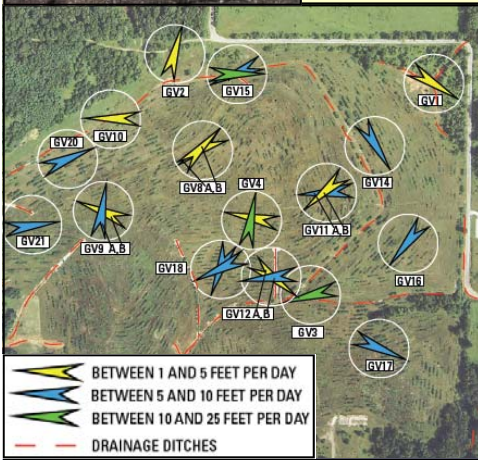 GV2
GV15
GV1
GV10
GV20
GV8 A,B
GV4
GV14
GV9 A,B
GV11 A,B
GV21
GV18
GV16
GV12 A,B
GV3
GV17
BETWEEN 1 AND 5 FEET PER DAY
BETWEEN 5 AND 10 FEET PER DAY
BETWEEN 10 AND 25 FEET PER DAY
DRAINAGE DITCHES